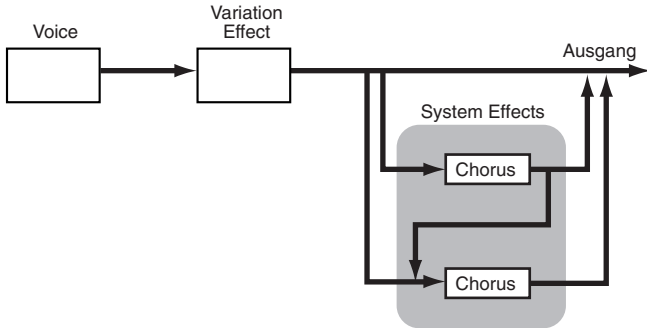 Voice
Variation
Effect
Ausgang
System Effects
Chorus
Chorus